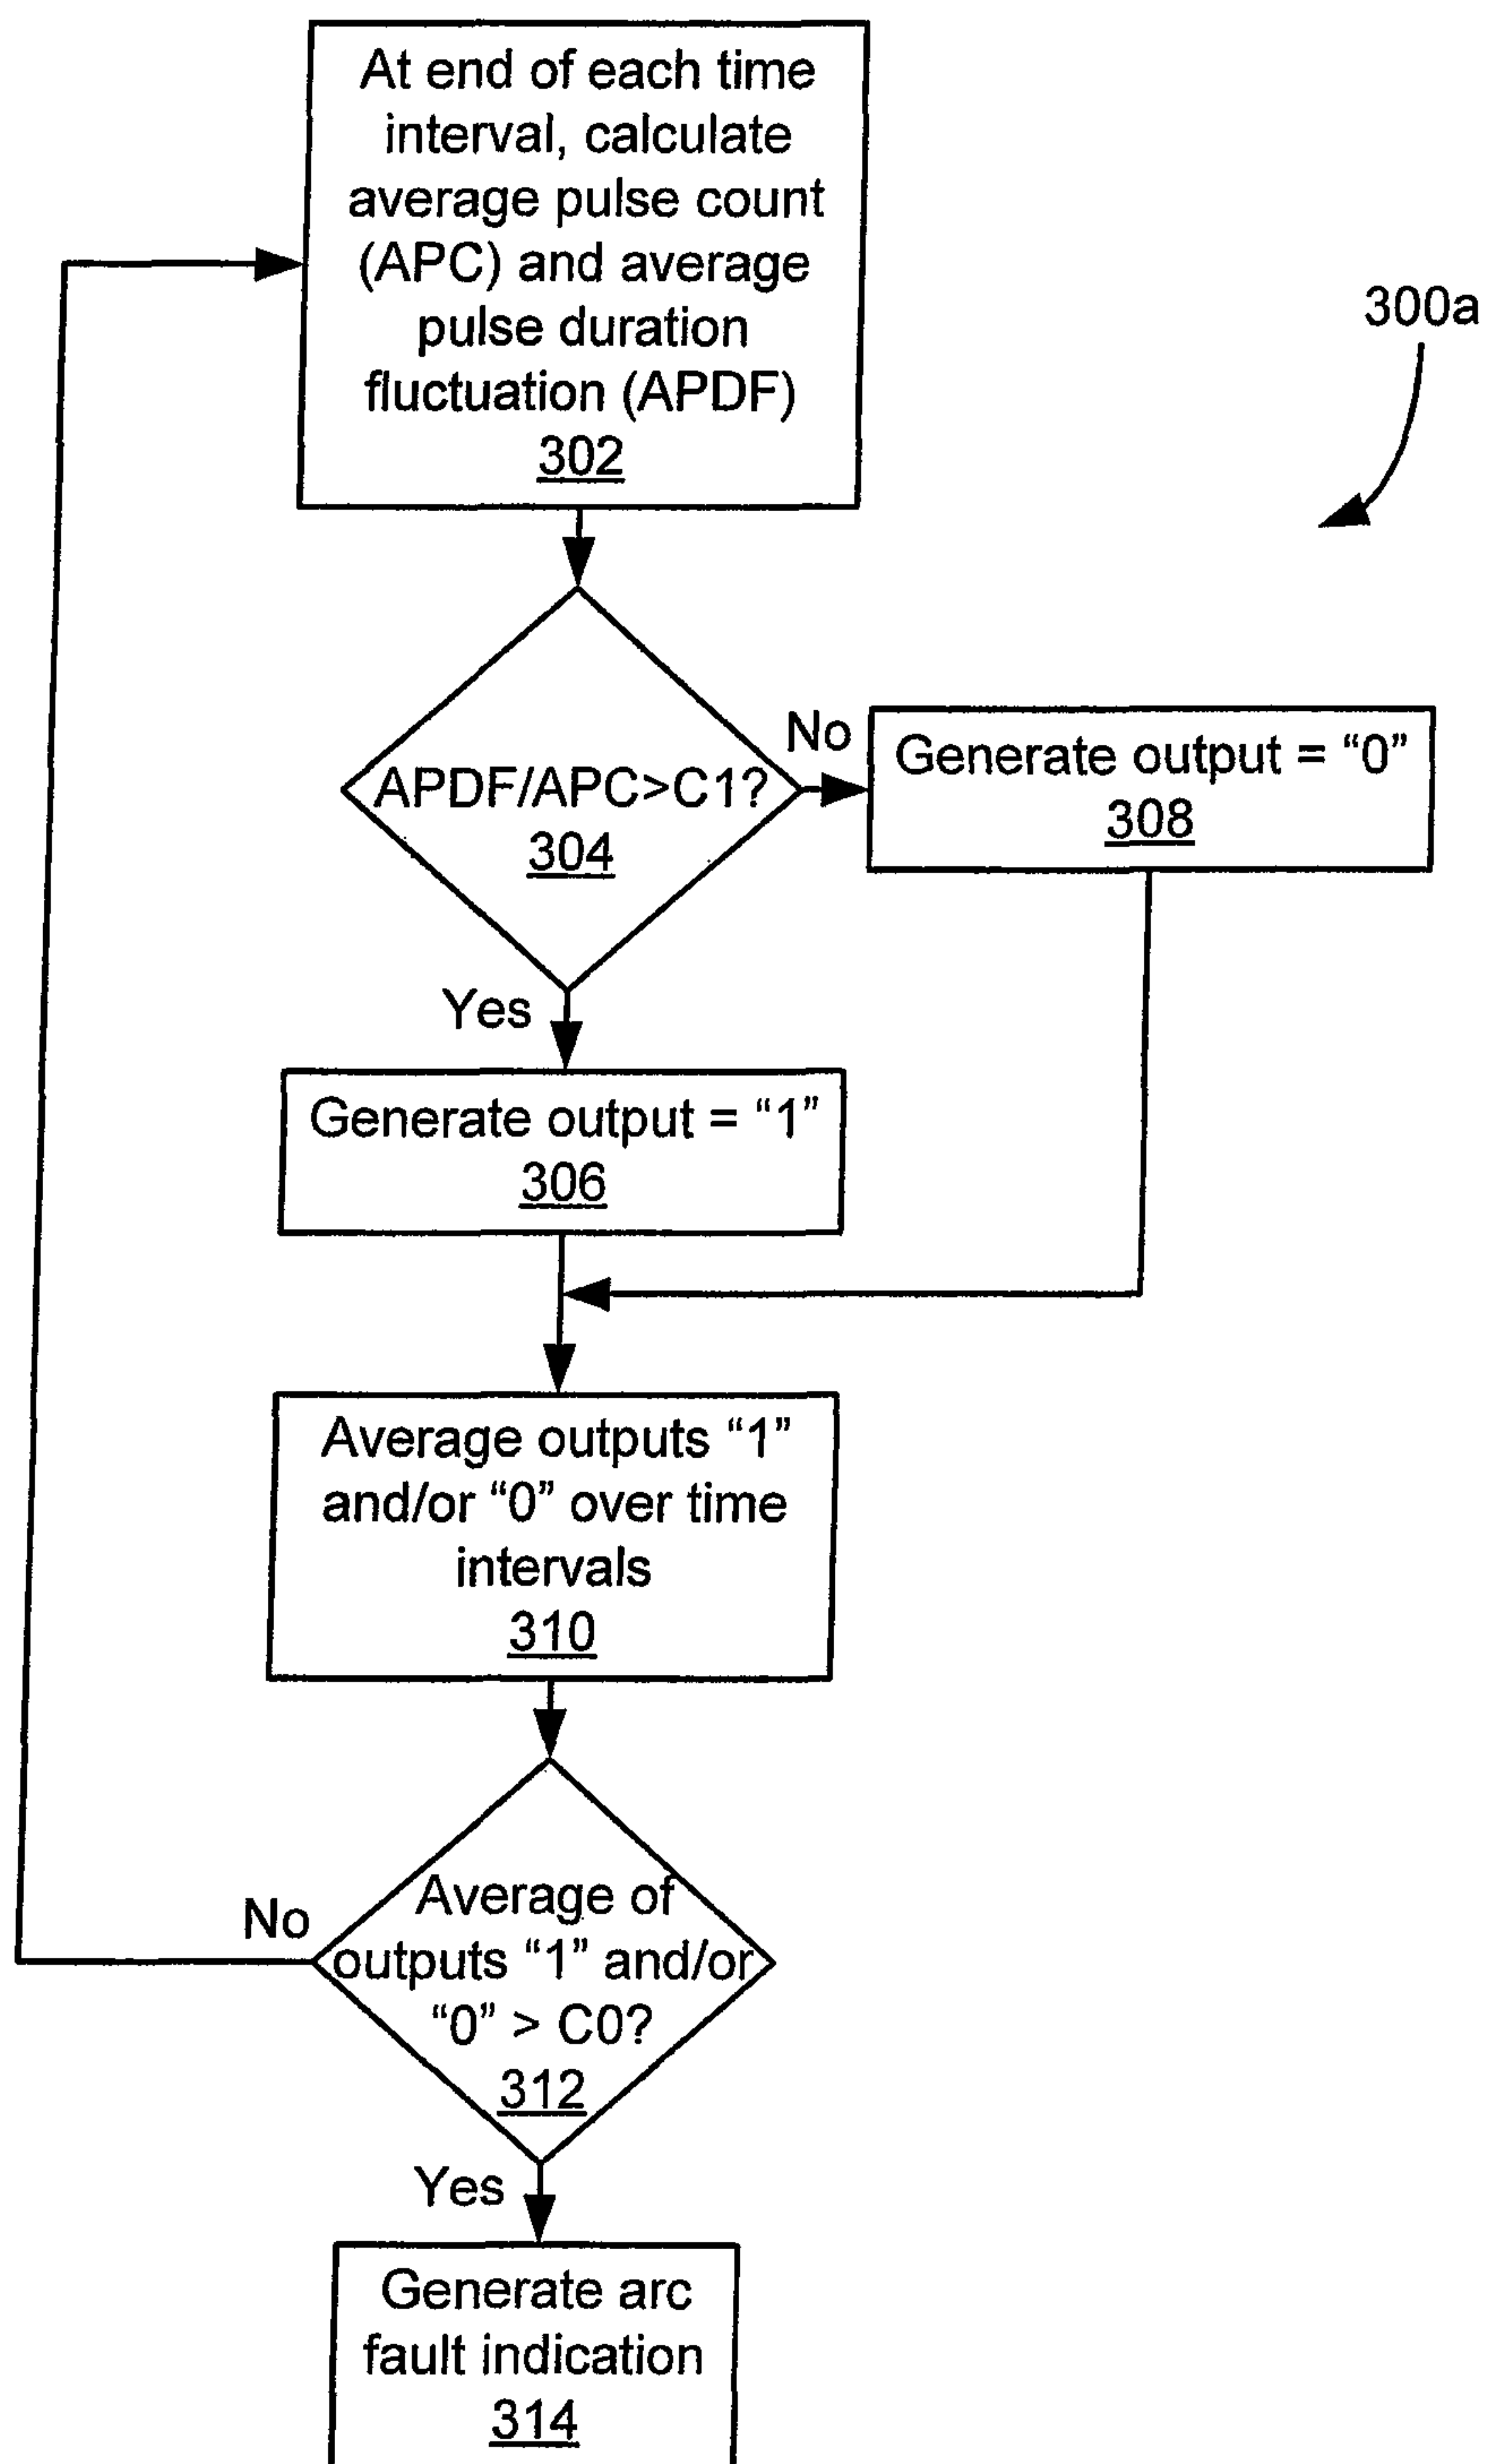 At end of each time
interval, calculate
average pulse count
(APC) and average
pulse duration
fluctuation (APDF)
302
300a
APDF/APC>C1?
304
No
Generate output = “0”
308
Yes
Generate output = “1”
306
Average outputs “1”
and/or “0” over time
intervals
310
Average of
outputs “1” and/or
“0” > C0?
312
No
Yes
Generate arc
fault indication
314